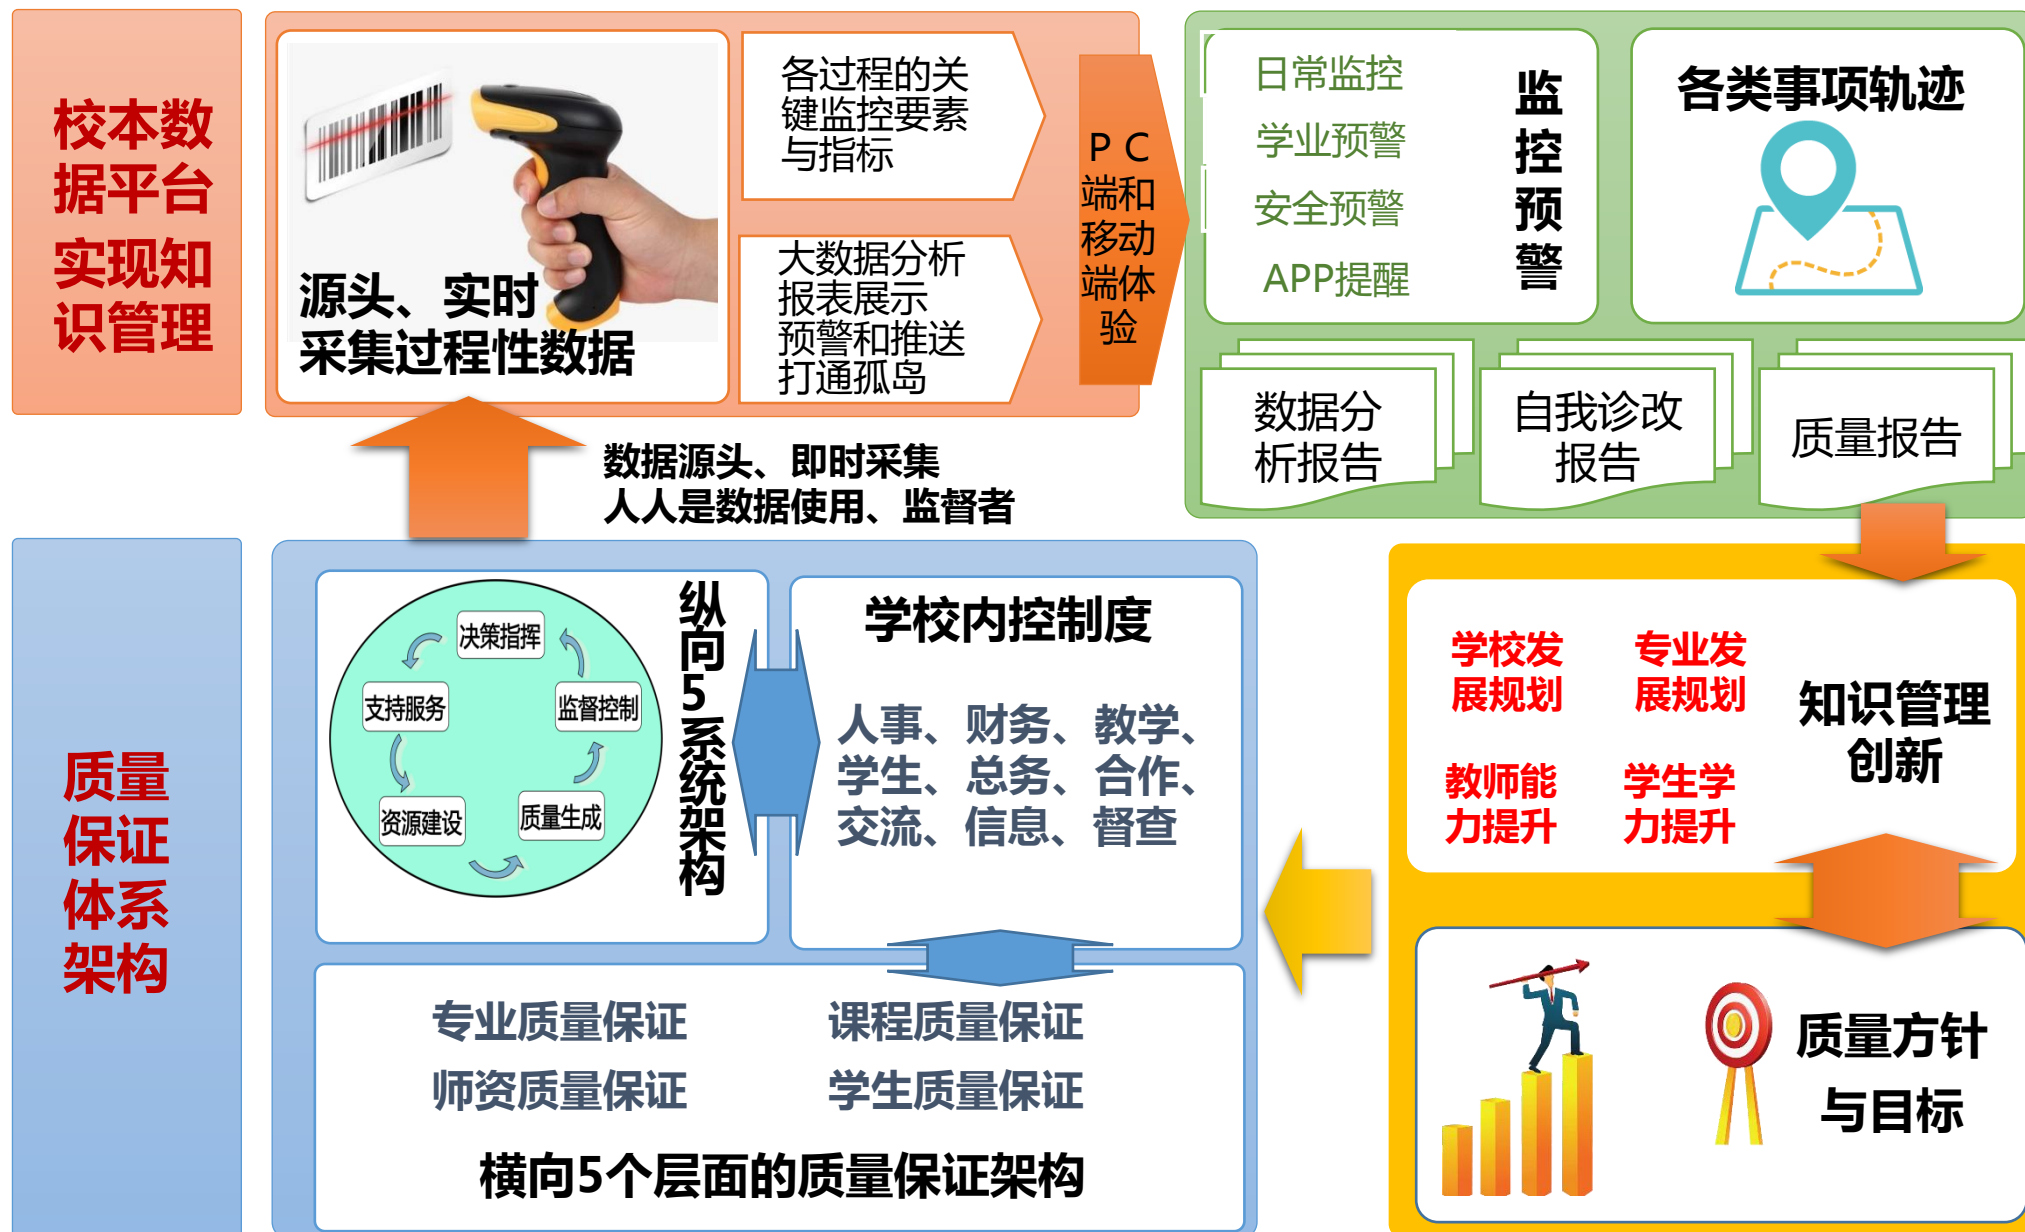 校本数
据平台
实现知
识管理
源头、实时
采集过程性数据
各过程的关
键监控要素
与指标
大数据分析
报表展示
预警和推送
打通孤岛
P C
端和
移动
端体
验
日常监控
学业预警
安全预警
APP提醒
监
控
预
警
各类事项轨迹
数据分
析报告
自我诊改
报告
质量报告
数据源头、即时采集
人人是数据使用、监督者
质量
保证
体系
架构
决策指挥
支持服务
监督控制
资源建设
质量生成
纵
向
5
系
统
架
构
学校内控制度
人事、财务、教学、
学生、总务、合作、
交流、信息、督查
专业质量保证
课程质量保证
师资质量保证
学生质量保证
横向5个层面的质量保证架构
学校发
展规划
专业发
展规划
教师能
力提升
学生学
力提升
知识管理
创新
质量方针
与目标